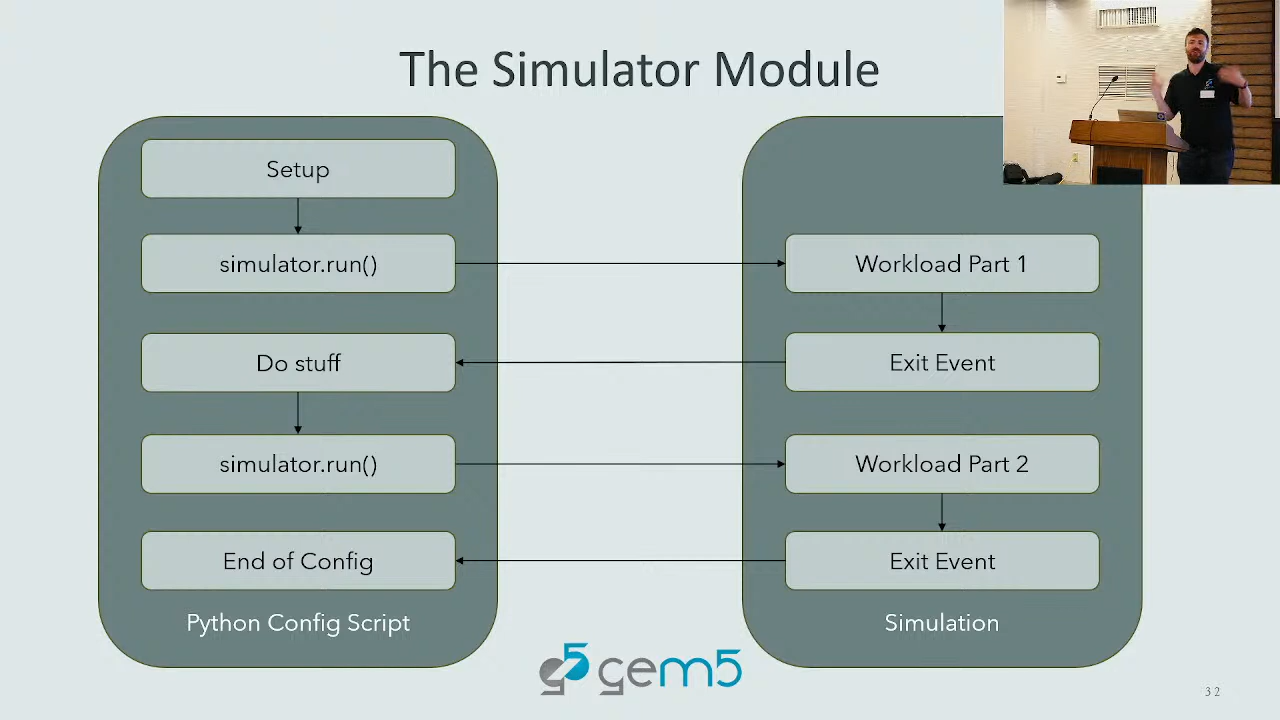 The Simulator Module
Setup
simulator.run()
Workload Part 1
Do stuff
Exit Event
simulator.run()
Workload Part 2
End of Config
Exit Event
Python Config Script
Simulation
g5 gem5
32